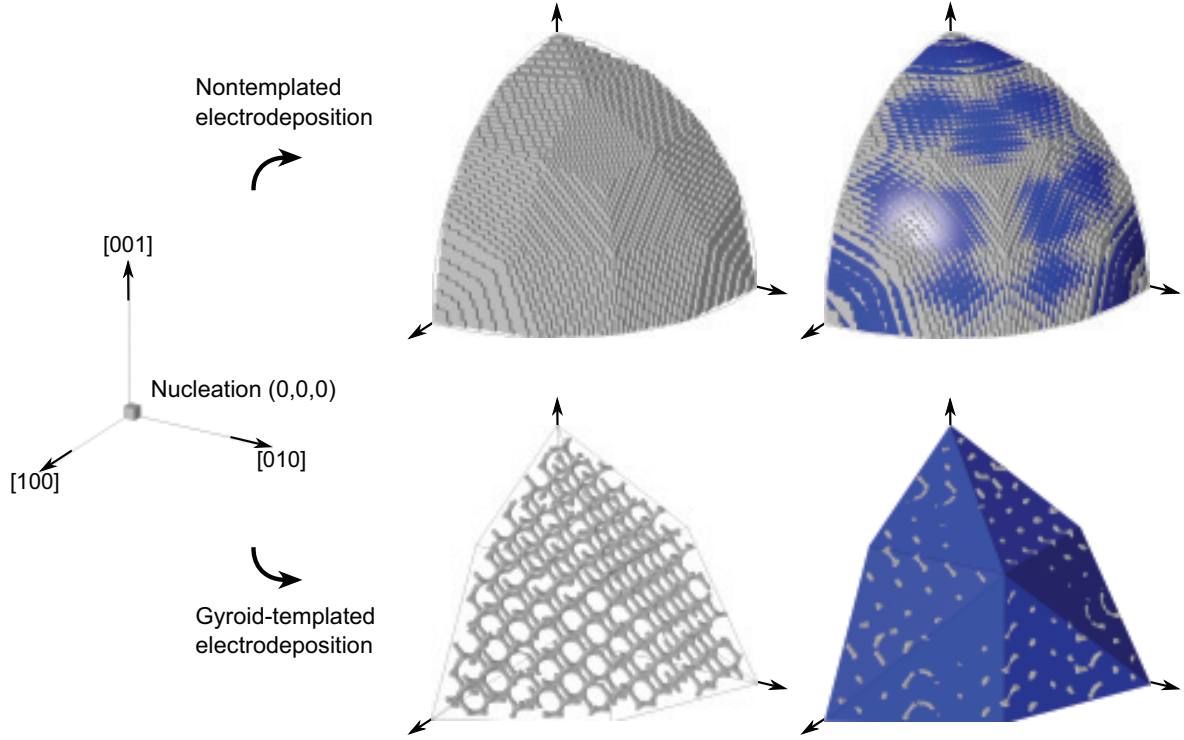 Nontemplated
electrodeposition
[001]
Nucleation (0,0,0)
[010]
[100]
Gyroid-templated
electrodeposition